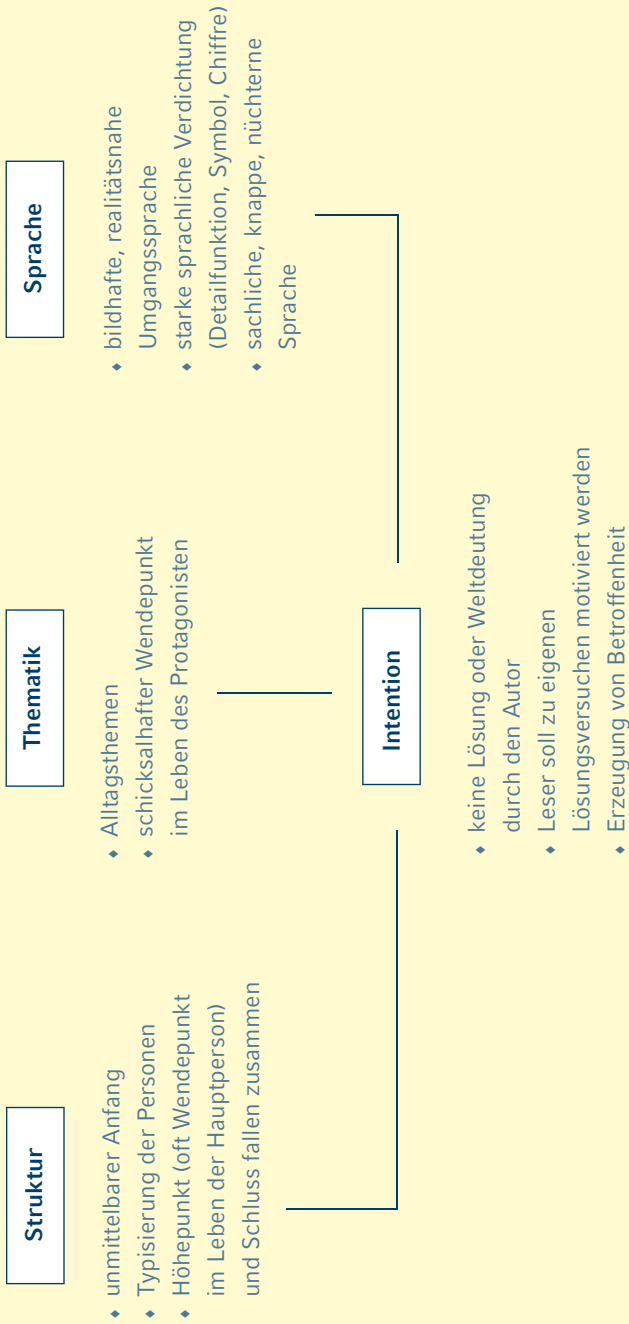 Struktur
◆ unmittelbarer Anfang
◆ Typisierung der Personen
◆ Höhepunkt (oft Wendepunkt
im Leben der Hauptperson)
und Schluss fallen zusammen
Thematik
◆ Alltagsthemen
◆ schicksalhafter Wendepunkt
im Leben des Protagonisten
Sprache
◆ bildhafte, realitätsnahe
Umgangssprache
◆ starke sprachliche Verdichtung
(Detailfunktion, Symbol, Chiffre)
◆ sachliche, knappe, nüchterne
Sprache
Intention
◆ keine Lösung oder Weltdeutung
durch den Autor
◆ Leser soll zu eigenen
Lösungsversuchen motiviert werden
◆ Erzeugung von Betroffenheit